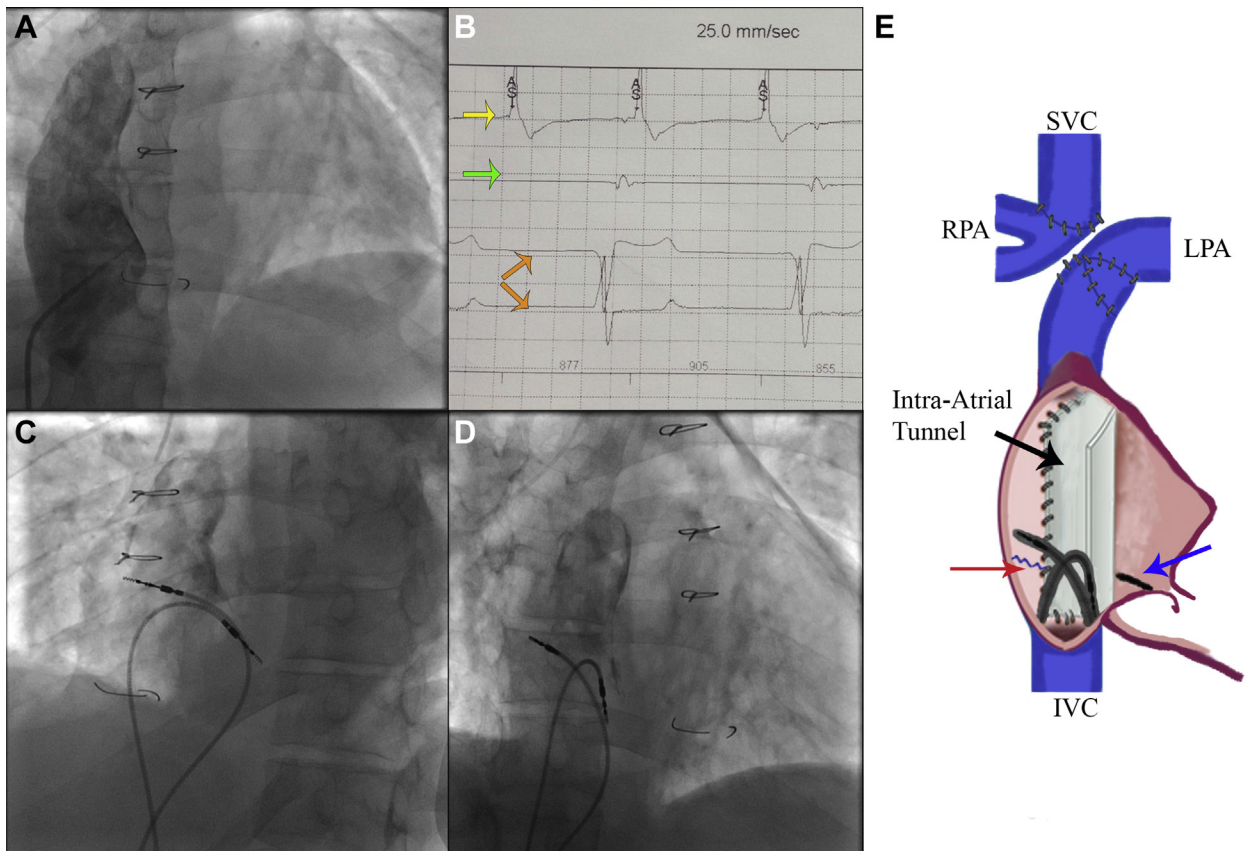 A
B
25.0 mm/sec
AS
AS
AS
877
905
855
C
D
E
SVC
RPA
LPA
Intra-Atrial
Tunnel
IVC